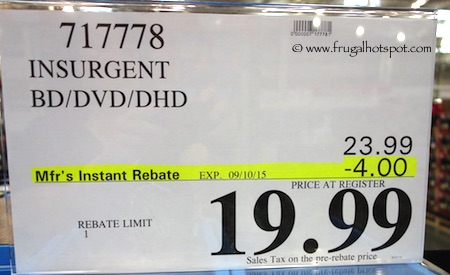 717778
© www.frugalhotspot.com
INSURGENT
BD/DVD/DHD
23.99
Mfr's Instant Rebate EXP. 09/10/15 -4.00
PRICE AT REGISTER
19.99
REBATE LIMIT
1
Sales Tax on the pre-rebate price